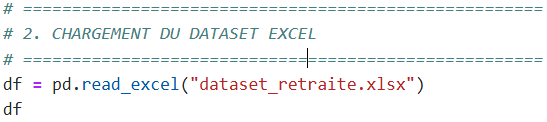 # =====================================================
# 2. CHARGEMENT DU DATASET EXCEL
# =====================================================
df = pd.read_excel("dataset_retraite.xlsx")
df